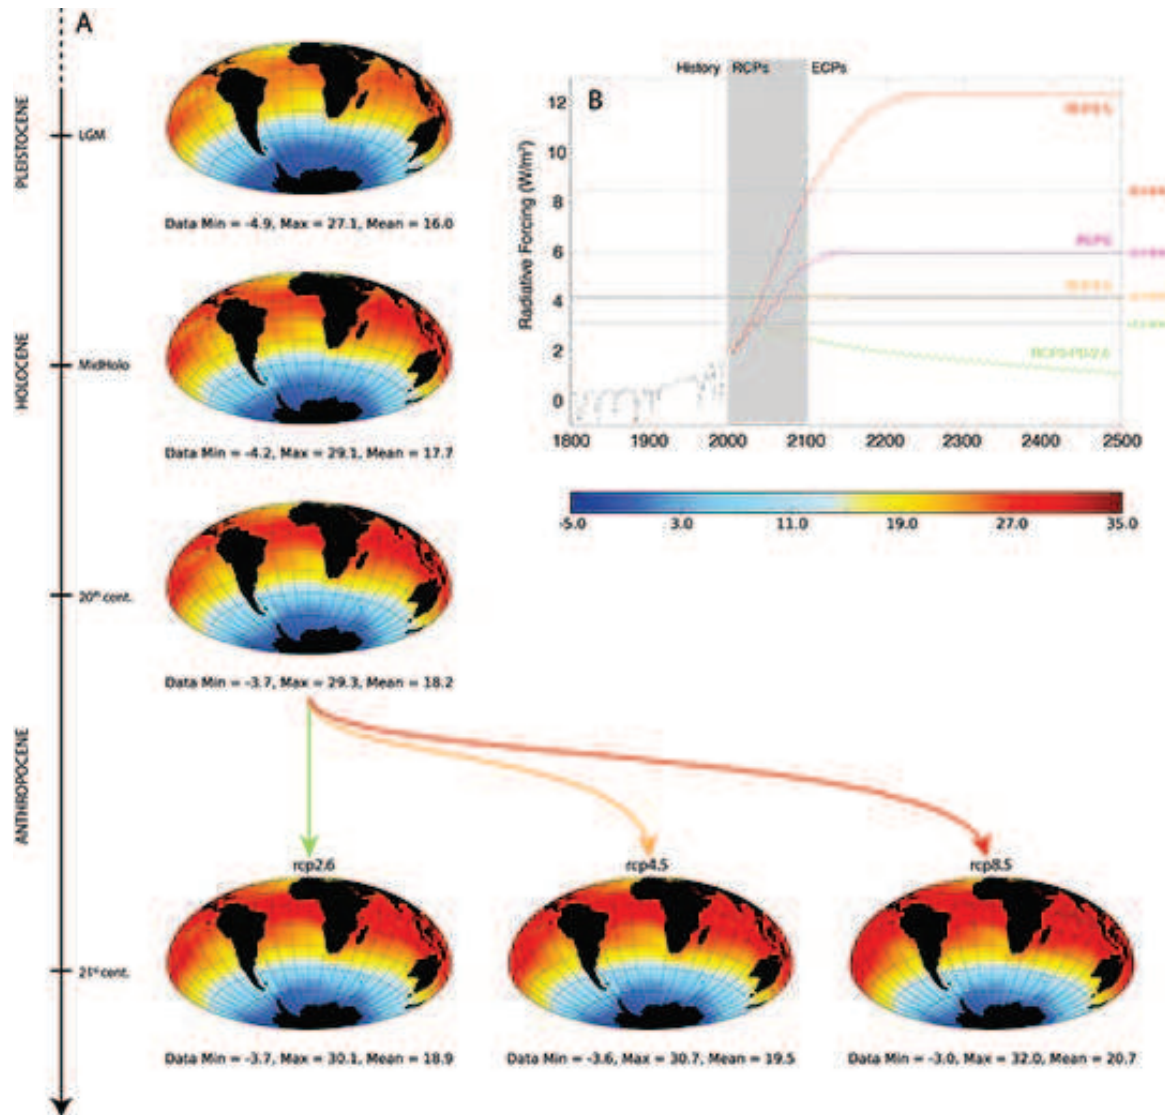 A
PLEISTOCENE
LGM
Data Min = -4.9, Max = 27.1, Mean = 16.0
HOLOCENE
MidHolo
Data Min = -4.2, Max = 29.1, Mean = 17.7
20th cent.
Data Min = -3.7, Max = 29.3, Mean = 18.2
ANTHROPOCENE
rcp2.6
rcp4.5
rcp8.5
21st cent.
Data Min = -3.7, Max = 30.1, Mean = 18.9
Data Min = -3.6, Max = 30.7, Mean = 19.5
Data Min = -3.0, Max = 32.0, Mean = 20.7
History
RCPs
ECPs
B
Radiative Forcing (W/m²)
12
10
8
6
4
2
0
1800
1900
2000
2100
2200
2300
2400
2500
-5.0
3.0
11.0
19.0
27.0
35.0